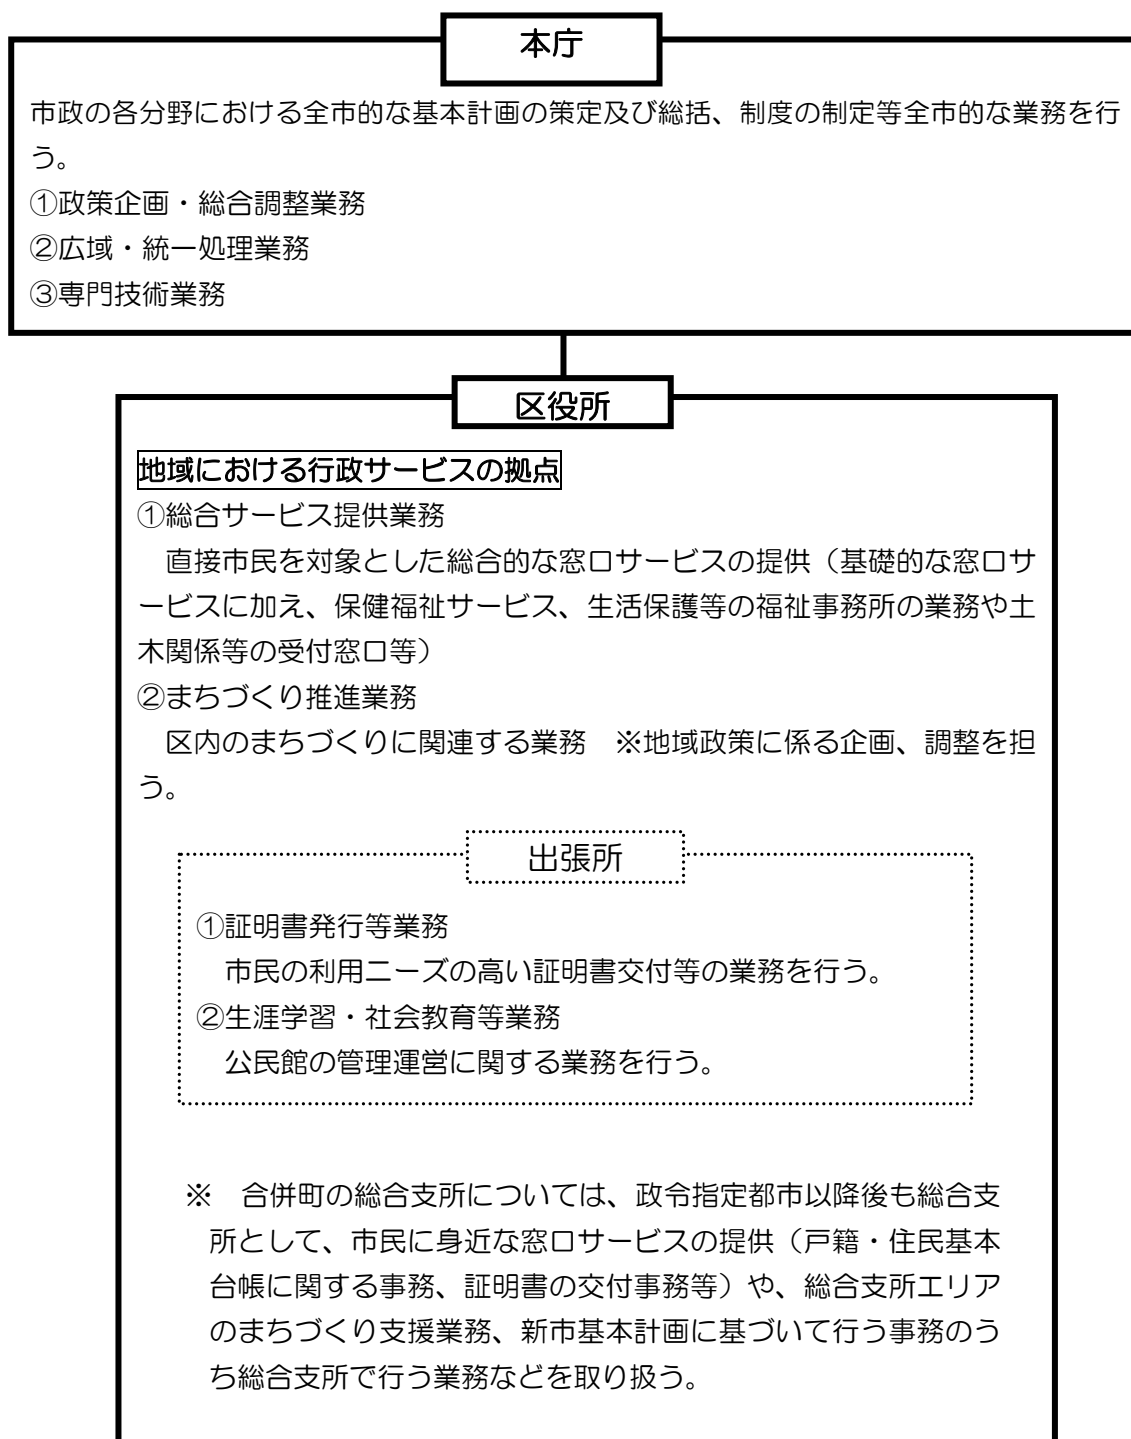 本庁
市政の各分野における全市的な基本計画の策定及び総括、制度の制定等全市的な業務を行
う。
①政策企画・総合調整業務
②広域・統一処理業務
③専門技術業務
区役所
地域における行政サービスの拠点
①総合サービス提供業務
直接市民を対象とした総合的な窓口サービスの提供（基礎的な窓口サ
ービスに加え、保健福祉サービス、生活保護等の福祉事務所の業務や土
木関係等の受付窓口等）
②まちづくり推進業務
区内のまちづくりに関連する業務　※地域政策に係る企画、調整を担
う。
出張所
①証明書発行等業務
市民の利用ニーズの高い証明書交付等の業務を行う。
②生涯学習・社会教育等業務
公民館の管理運営に関する業務を行う。
※　合併町の総合支所については、政令指定都市以降後も総合支
所として、市民に身近な窓口サービスの提供（戸籍・住民基本
台帳に関する事務、証明書の交付事務等）や、総合支所エリア
のまちづくり支援業務、新市基本計画に基づいて行う事務のう
ち総合支所で行う業務などを取り扱う。